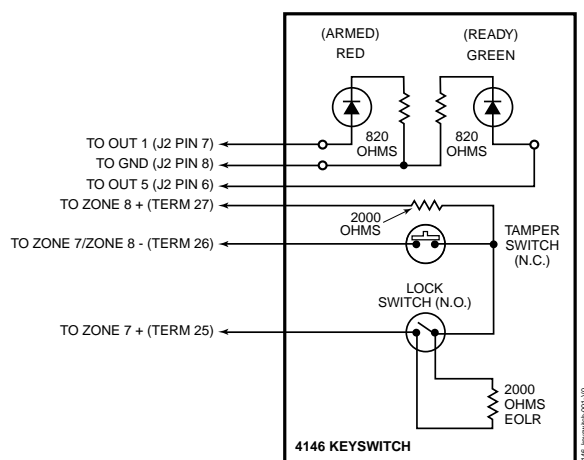 (ARMED)
RED
(READY)
GREEN
820
OHMS
820
OHMS
TO OUT 1 (J2 PIN 7)
TO GND (J2 PIN 8)
TO OUT 5 (J2 PIN 6)
TO ZONE 8 + (TERM 27)
2000
OHMS
TO ZONE 7/ZONE 8 - (TERM 26)
TAMPER
SWITCH
(N.C.)
LOCK
SWITCH (N.O.)
TO ZONE 7 + (TERM 25)
2000
OHMS
EOLR
4146 KEYSWITCH